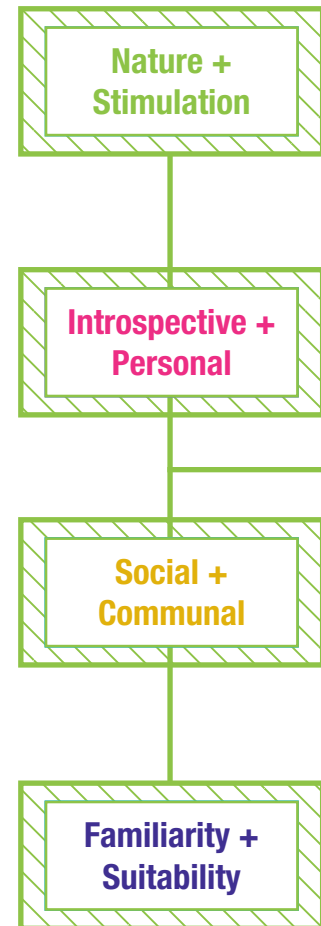 Nature +
Stimulation
Introspective +
Personal
Social +
Communal
Familiarity +
Suitability